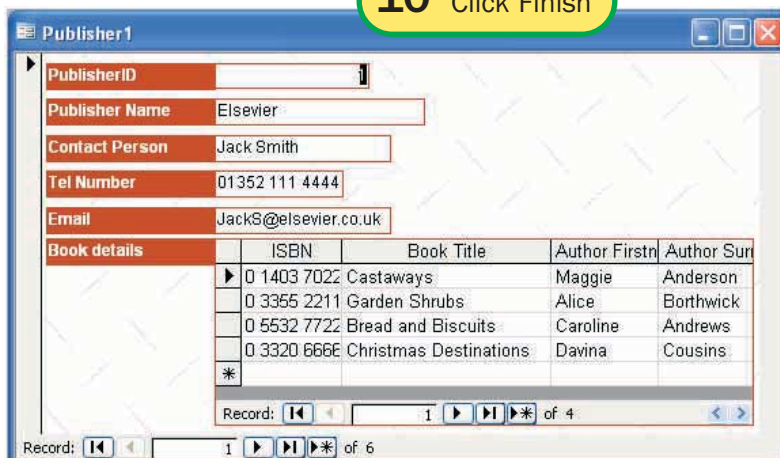 10 Click Finish
Publisher1
PublisherID 1
Publisher Name Elsevier
Contact Person Jack Smith
Tel Number 01352 111 4444
Email JackS@elsevier.co.uk
Book details
ISBN Book Title Author Firstn Author Surn
0 1403 7022 Castaways Maggie Anderson
0 3355 2211 Garden Shrubs Alice Borthwick
0 5532 7722 Bread and Biscuits Caroline Andrews
0 3320 6666 Christmas Destinations Davina Cousins
Record: 1 of 4
Record: 1 of 6